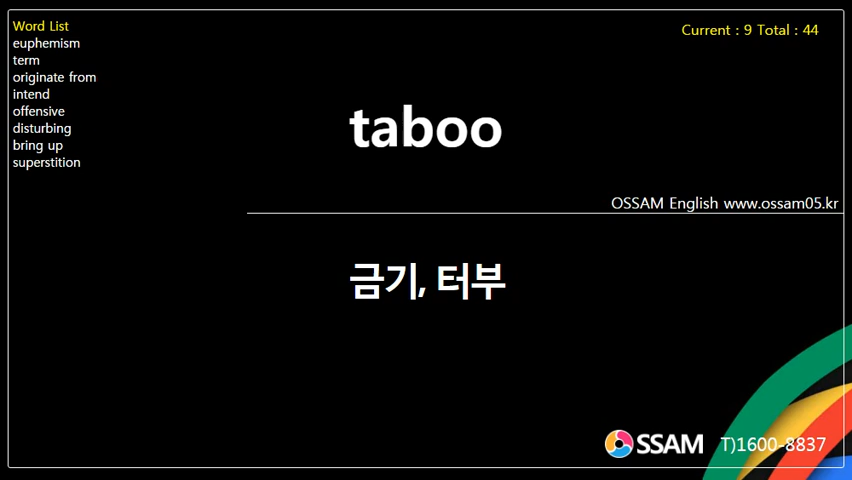 Word List
euphemism
term
originate from
intend
offensive
disturbing
bring up
superstition
Current : 9 Total : 44
taboo
OSSAM English www.ossam05.kr
금기, 터부
OSSAM T)1600-8837